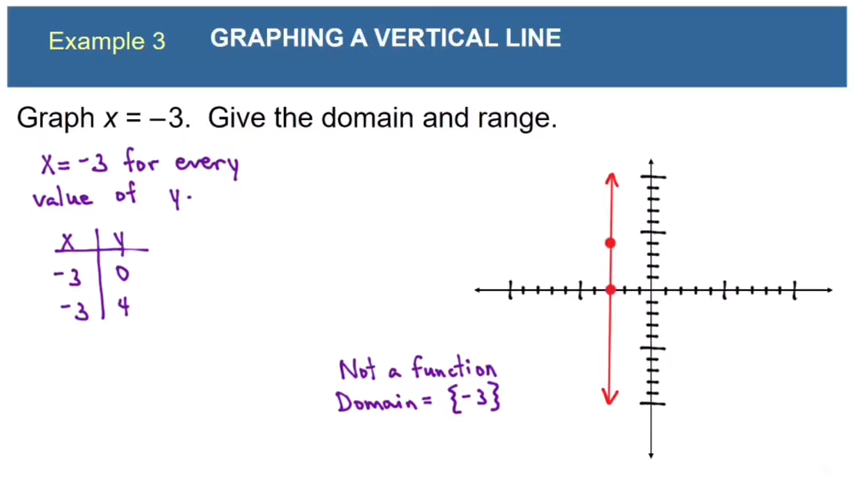 Example 3 GRAPHING A VERTICAL LINE
Graph x = –3. Give the domain and range.
X = -3 for every
value of y.
X | Y
-3 | 0
-3 | 4
Not a function
Domain = {-3}